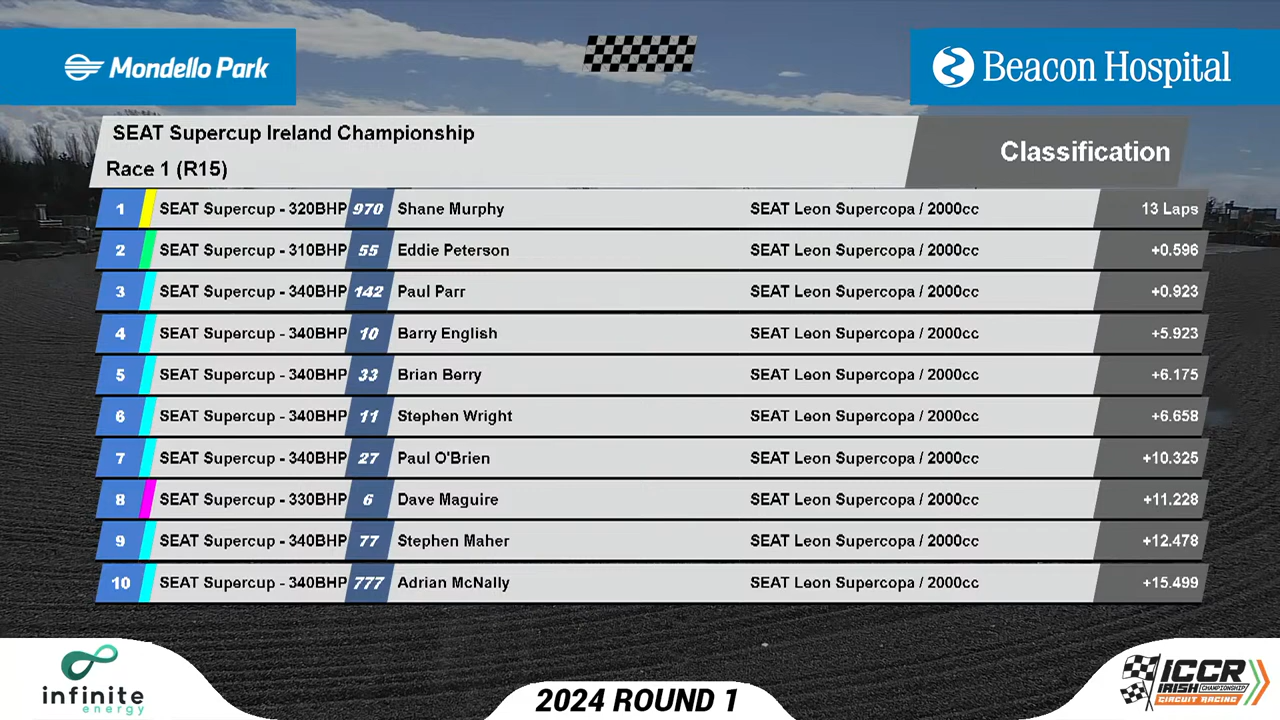 Mondello Park
Beacon Hospital
SEAT Supercup Ireland Championship
Race 1 (R15)
Classification
1 SEAT Supercup - 320BHP 970 Shane Murphy SEAT Leon Supercopa / 2000cc 13 Laps
2 SEAT Supercup - 310BHP 55 Eddie Peterson SEAT Leon Supercopa / 2000cc +0.596
3 SEAT Supercup - 340BHP 142 Paul Parr SEAT Leon Supercopa / 2000cc +0.923
4 SEAT Supercup - 340BHP 10 Barry English SEAT Leon Supercopa / 2000cc +5.923
5 SEAT Supercup - 340BHP 33 Brian Berry SEAT Leon Supercopa / 2000cc +6.175
6 SEAT Supercup - 340BHP 11 Stephen Wright SEAT Leon Supercopa / 2000cc +6.658
7 SEAT Supercup - 340BHP 27 Paul O'Brien SEAT Leon Supercopa / 2000cc +10.325
8 SEAT Supercup - 330BHP 6 Dave Maguire SEAT Leon Supercopa / 2000cc +11.228
9 SEAT Supercup - 340BHP 77 Stephen Maher SEAT Leon Supercopa / 2000cc +12.478
10 SEAT Supercup - 340BHP 777 Adrian McNally SEAT Leon Supercopa / 2000cc +15.499
infinite
energy
2024 ROUND 1
ICCR
IRISH CHAMPIONSHIP
CIRCUIT RACING